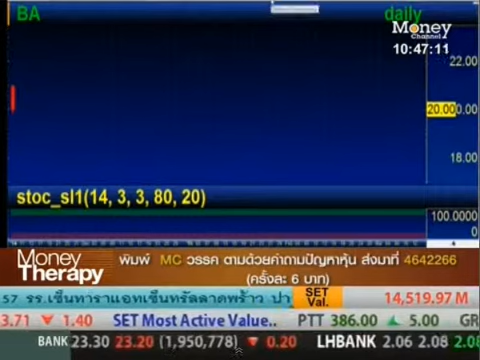 BA
daily
Money
Channel
10:47:11
22.00
20.00
0.00
18.00
stoc_sl1(14, 3, 3, 80, 20)
100.0000
0
Money
Therapy
พิมพ์ MC วรรค ตามด้วยคำถามปัญหาหุ้น ส่งมาที่ 4642266
(ครั้งละ 6 บาท)
57 รร.เซ็นทาราแอทเซ็นทรัลลาดพร้าว
SET
Val.
14,519.97 M
3.71 ▼ 1.40 SET Most Active Value.. PTT 386.00 ▲ 5.00 GR
BANK 23.30 23.20 (1,950,778) ▼ 0.20 LHBANK 2.06 2.08 2.08